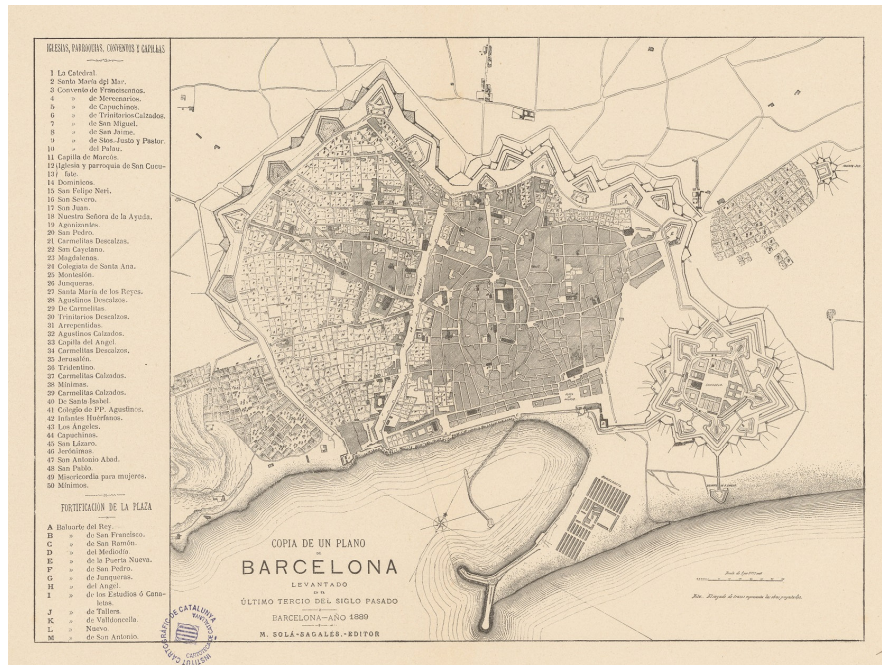 IGLESIAS, PARROQUIAS, CONVENTOS Y CAPILLAS
1 La Catedral.
2 Santa María del Mar.
3 Convento de Franciscanos.
4 » de Mercenarios.
5 » de Capuchinos.
6 » de Trinitarios Calzados.
7 » de San Miguel.
8 » de San Jaime.
9 » de Stos. Justo y Pastor.
10 » del Palau.
11 Capilla de Marcús.
12 Iglesia y parroquia de San Cucu-
13 fate.
14 Dominicos.
15 San Felipe Neri.
16 San Severo.
17 San Juan.
18 Nuestra Señora de la Ayuda.
19 Agonizantes.
20 San Pedro.
21 Carmelitas Descalzas.
22 San Cayetano.
23 Magdalenas.
24 Colegiata de Santa Ana.
25 Montesión.
26 Junqueras.
27 Santa María de los Reyes.
28 Agustinos Descalzos.
29 De Carmelitas.
30 Trinitarios Descalzos.
31 Arrepentidas.
32 Agustinos Calzados.
33 Capilla del Angel.
34 Carmelitas Descalzos.
35 Jerusalén.
36 Tridentino.
37 Carmelitas Calzadas.
38 Mínimas.
39 Carmelitas Calzados.
40 De Santa Isabel.
41 Colegio de PP. Agustinos.
42 Infantes Huérfanos.
43 Los Angeles.
44 Capuchinas.
45 San Lázaro.
46 Jerónimas.
47 San Antonio Abad.
48 San Pablo.
49 Misericordia para mujeres.
50 Mínimos.
FORTIFICACIÓN DE LA PLAZA
A Baluarte del Rey.
B » de San Francisco.
C » de San Ramón.
D » del Mediodía.
E » de la Puerta Nueva.
F » de San Pedro.
G » de Junqueras.
H » del Angel.
I » de los Estudios ó Cana-
letas.
J » de Tallers.
K » de Valldoncella.
L » Nuevo.
M » de San Antonio.
COPIA DE UN PLANO
DE
BARCELONA
LEVANTADO
EN EL
ÚLTIMO TERCIO DEL SIGLO PASADO
BARCELONA-AÑO 1889
M. SOLÁ-SAGALÉS.-EDITOR
INSTITUT CARTOGRÀFIC DE CATALUNYA